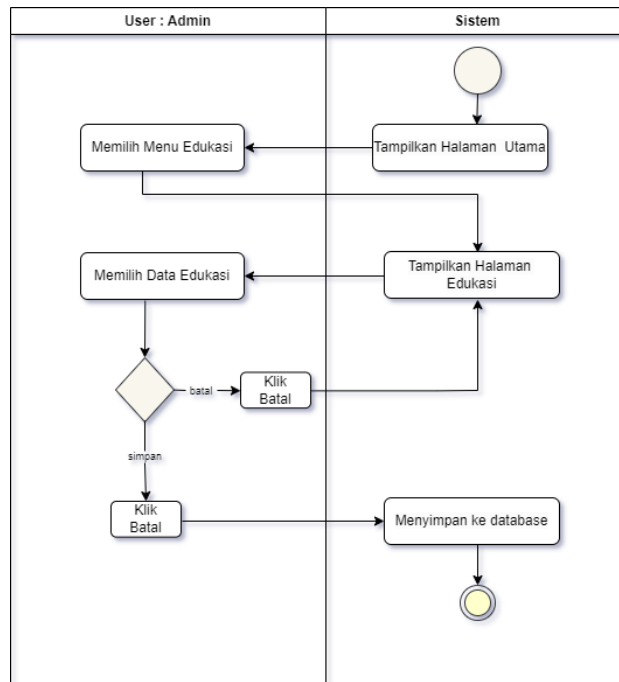 User : Admin
Sistem
Memilih Menu Edukasi
Tampilkan Halaman Utama
Memilih Data Edukasi
Tampilkan Halaman
Edukasi
batal
Klik
Batal
simpan
Klik
Batal
Menyimpan ke database